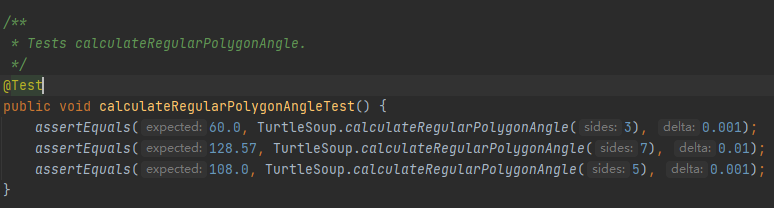 /**
 * Tests calculateRegularPolygonAngle.
 */
@Test
public void calculateRegularPolygonAngleTest() {
    assertEquals( expected: 60.0, TurtleSoup.calculateRegularPolygonAngle( sides: 3), delta: 0.001);
    assertEquals( expected: 128.57, TurtleSoup.calculateRegularPolygonAngle( sides: 7), delta: 0.01);
    assertEquals( expected: 108.0, TurtleSoup.calculateRegularPolygonAngle( sides: 5), delta: 0.001);
}